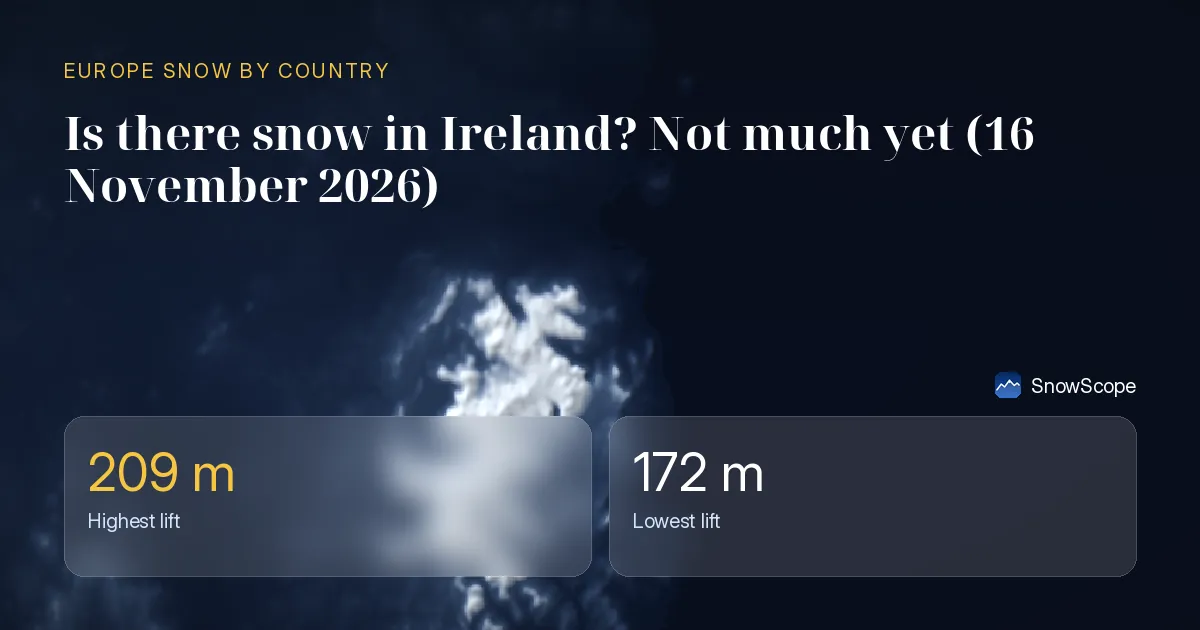 EUROPE SNOW BY COUNTRY
Is there snow in Ireland? Not much yet (16
November 2026)
SnowScope
209 m
Highest lift
172 m
Lowest lift